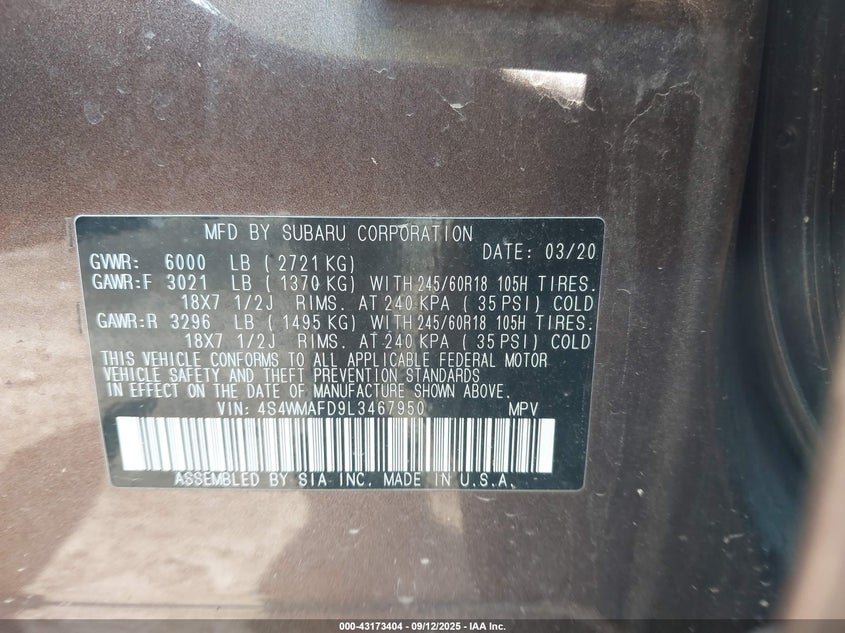 MFD BY SUBARU CORPORATION
DATE: 03/20
GVWR: 6000 LB ( 2721 KG)
GAWR:F 3021 LB ( 1370 KG) WITH 245/60R18 105H TIRES.
18X7 1/2J RIMS. AT 240 KPA ( 35 PSI) COLD
GAWR:R 3296 LB ( 1495 KG) WITH 245/60R18 105H TIRES.
18X7 1/2J RIMS. AT 240 KPA ( 35 PSI) COLD
THIS VEHICLE CONFORMS TO ALL APPLICABLE FEDERAL MOTOR
VEHICLE SAFETY AND THEFT PREVENTION STANDARDS
IN EFFECT ON THE DATE OF MANUFACTURE SHOWN ABOVE.
VIN: 4S4WMAFD9L3467950 MPV
ASSEMBLED BY SIA INC. MADE IN U.S.A.
000-43173404 - 09/12/2025 - IAA Inc.